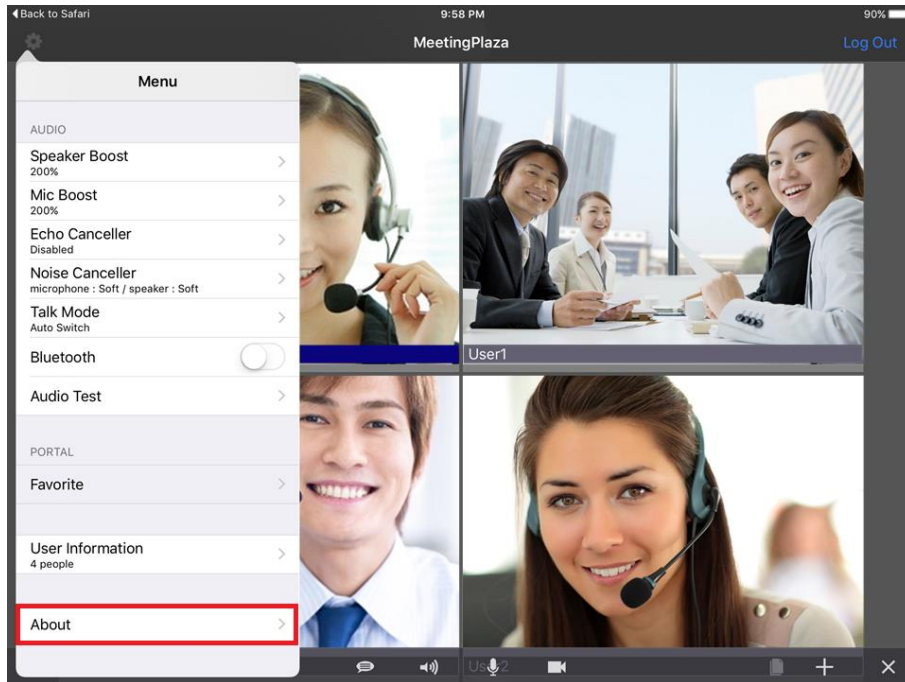 Back to Safari
9:58 PM
90%
MeetingPlaza
Log Out
Menu
AUDIO
Speaker Boost
200%
Mic Boost
200%
Echo Canceller
Disabled
Noise Canceller
microphone : Soft / speaker : Soft
Talk Mode
Auto Switch
Bluetooth
Audio Test
PORTAL
Favorite
User Information
4 people
About
User1
User2